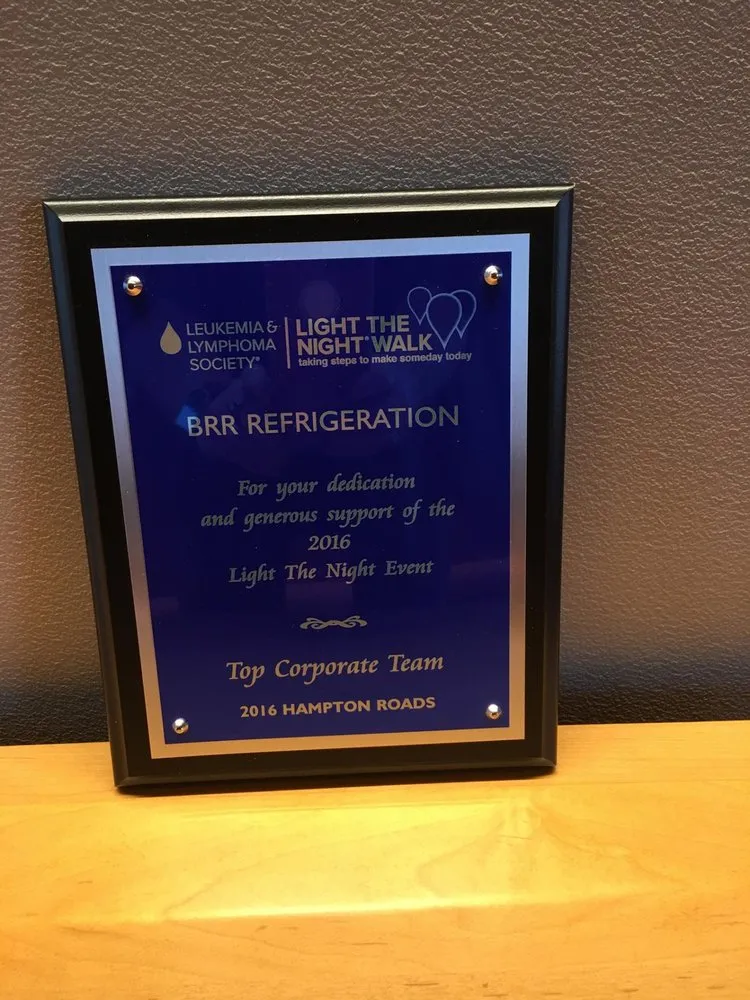 LEUKEMIA & LYMPHOMA SOCIETY®
LIGHT THE NIGHT® WALK
taking steps to make someday today
BRR REFRIGERATION
For your dedication
and generous support of the
2016
Light The Night Event
Top Corporate Team
2016 HAMPTON ROADS